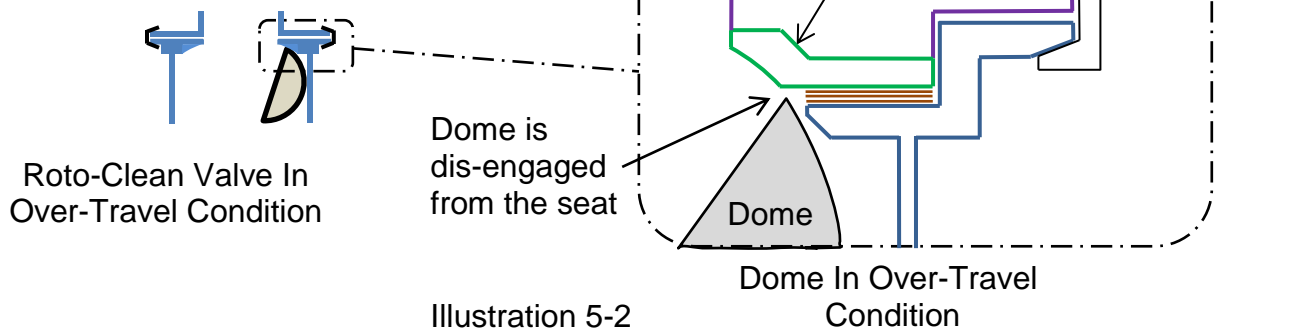 Roto-Clean Valve In
Over-Travel Condition
Dome is
dis-engaged
from the seat
Dome
Dome In Over-Travel
Condition
Illustration 5-2